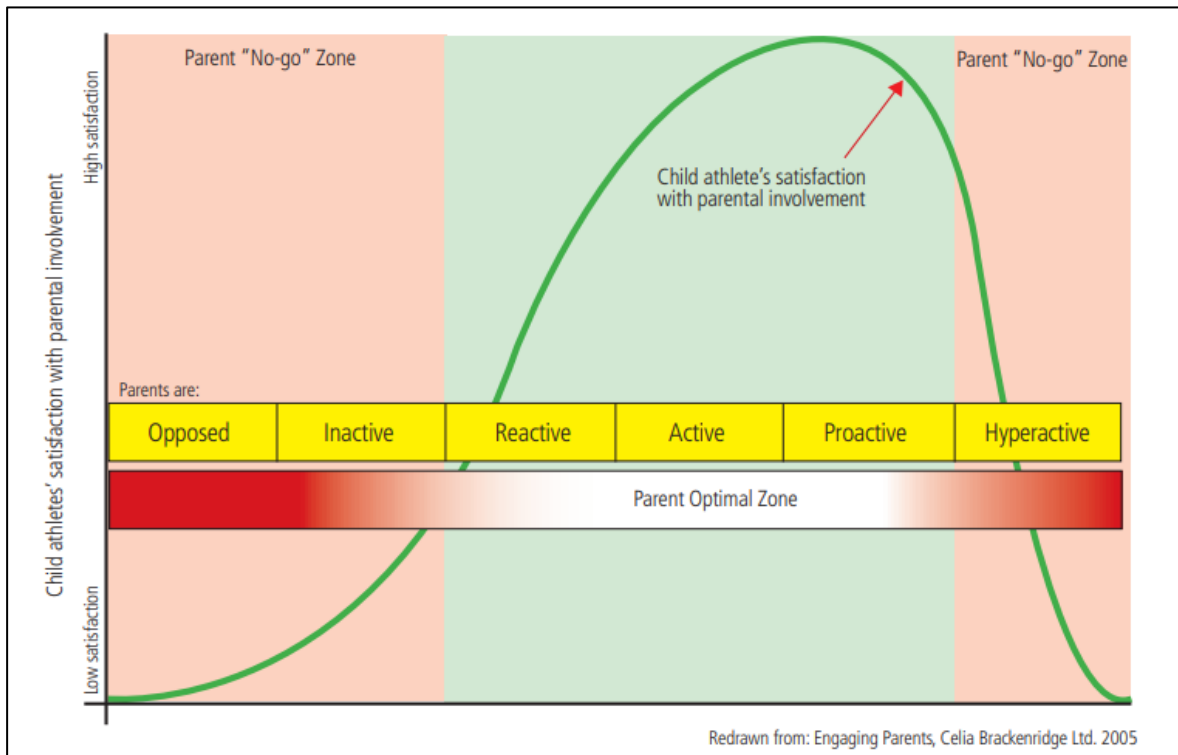 Parent “No-go” Zone
Parent “No-go” Zone
High satisfaction
Child athletes’ satisfaction with parental involvement
Low satisfaction
Child athlete’s satisfaction
with parental involvement
Parents are:
Opposed
Inactive
Reactive
Active
Proactive
Hyperactive
Parent Optimal Zone
Redrawn from: Engaging Parents, Celia Brackenridge Ltd. 2005